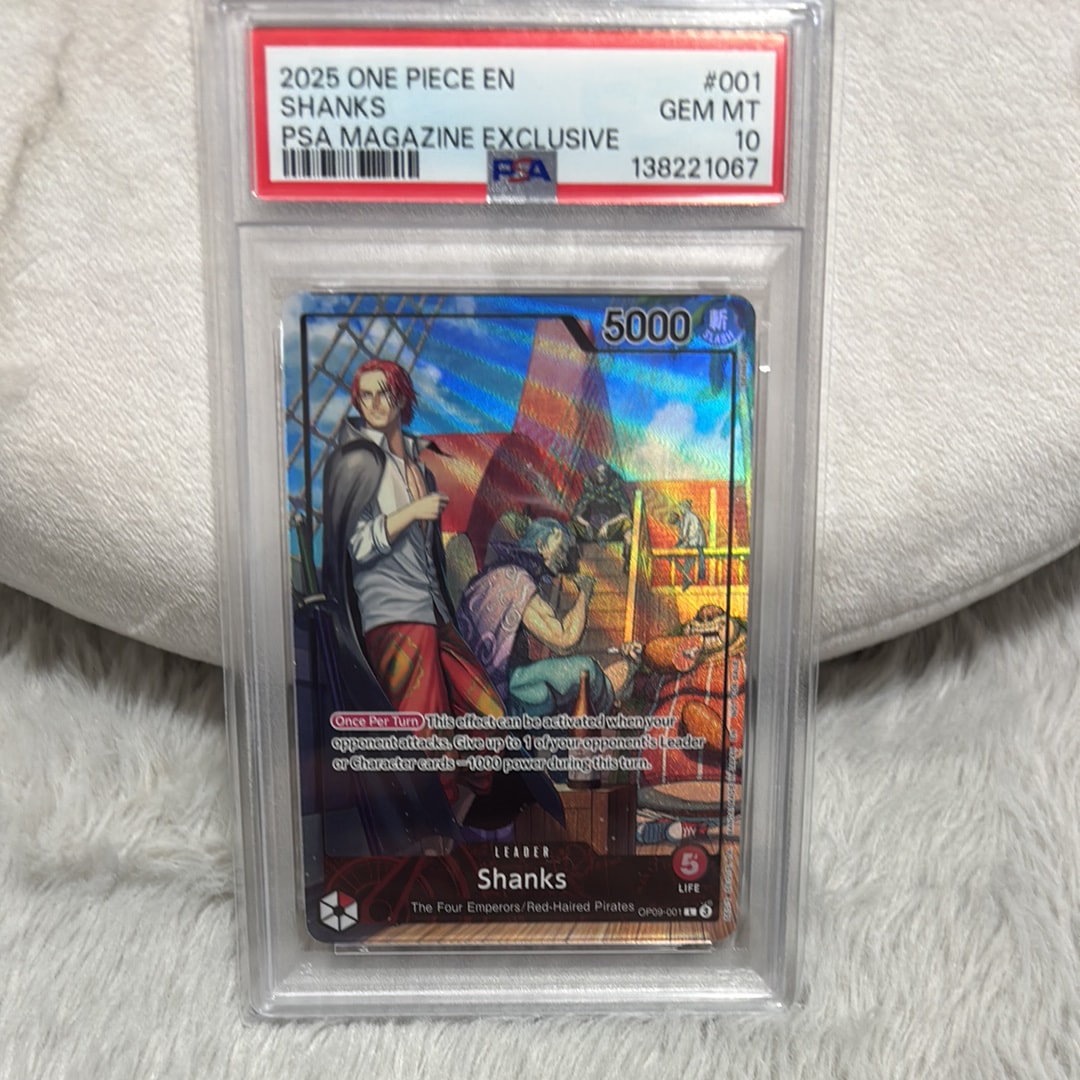 2025 ONE PIECE EN #001
SHANKS GEM MT
PSA MAGAZINE EXCLUSIVE 10
PSA 138221067
5000
SLASH
Once Per Turn This effect can be activated when your
opponent attacks. Give up to 1 of your opponent's Leader
or Character cards −1000 power during this turn.
LEADER
Shanks
5
LIFE
The Four Emperors/Red-Haired Pirates OP09-001 L 3